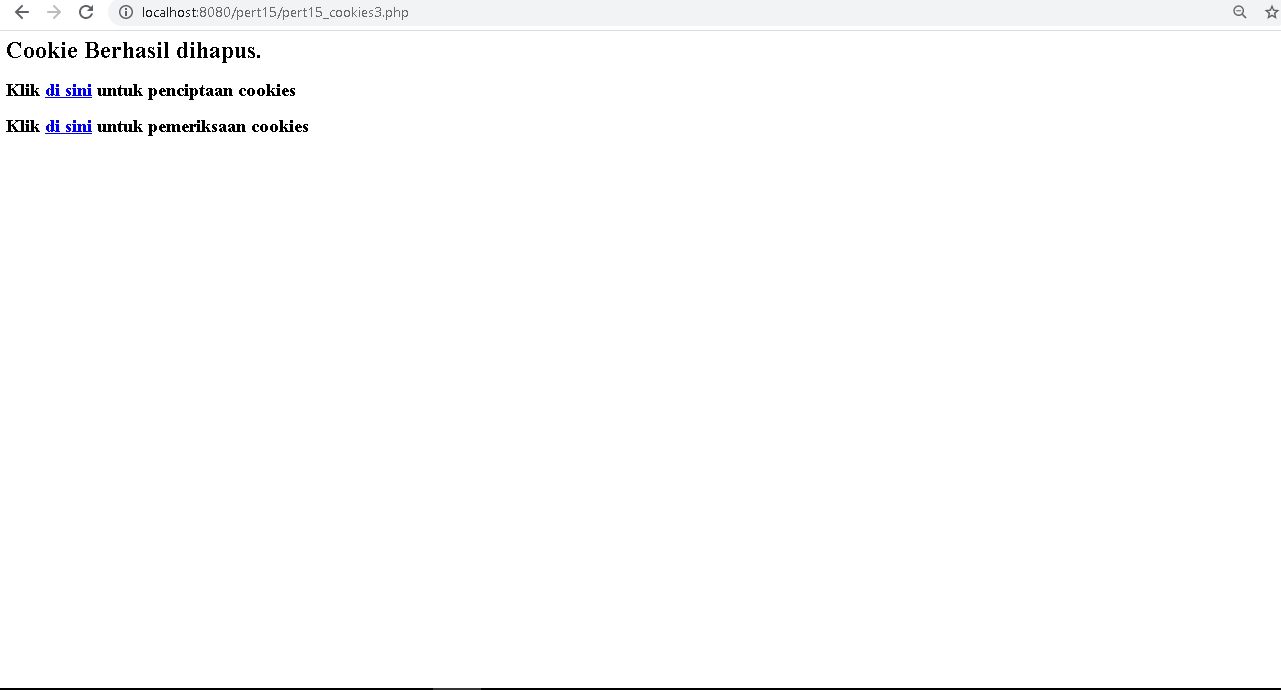 localhost:8080/pert15/pert15_cookies3.php
Cookie Berhasil dihapus.
Klik di sini untuk penciptaan cookies
Klik di sini untuk pemeriksaan cookies